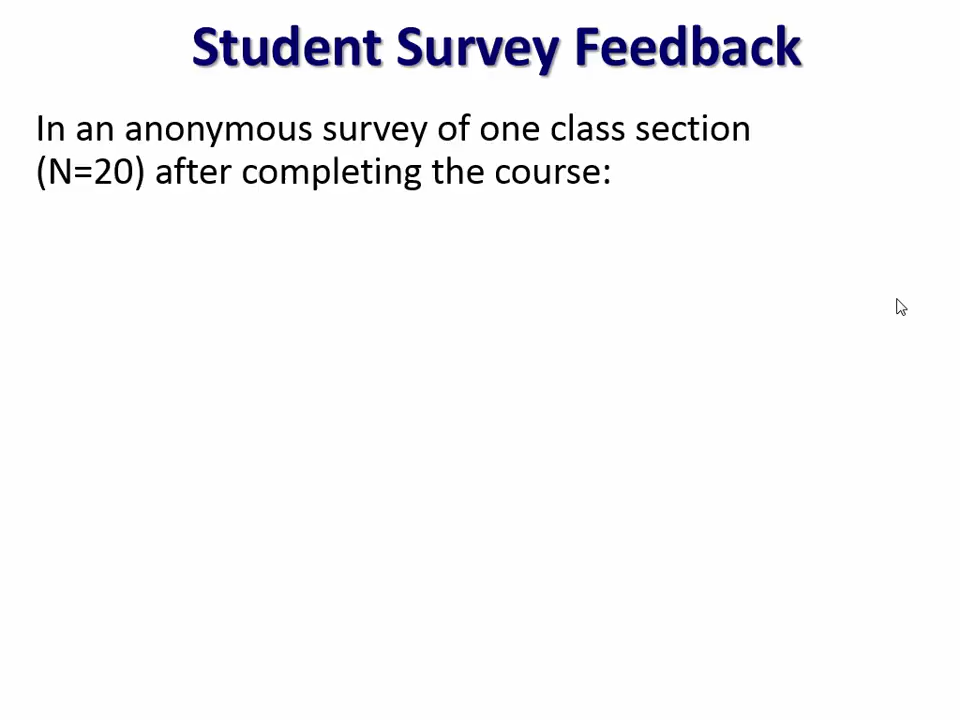 Student Survey Feedback
In an anonymous survey of one class section
(N=20) after completing the course: